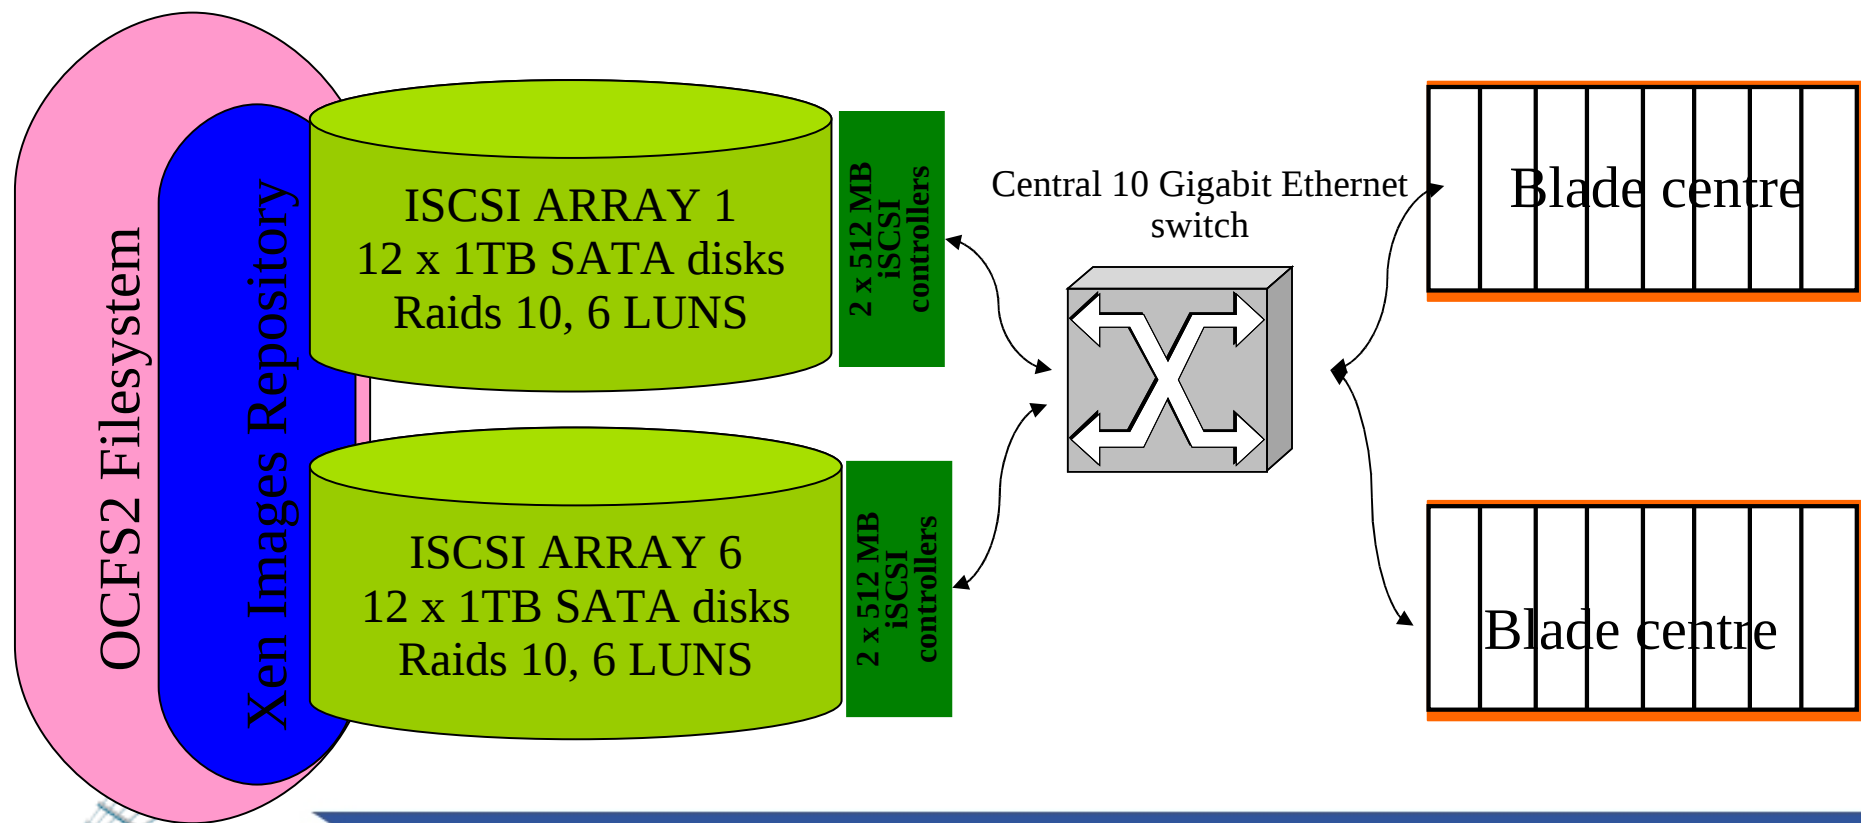 OCFS2 Filesystem
Xen Images Repository
ISCSI ARRAY 1
12 x 1TB SATA disks
Raids 10, 6 LUNS
2 x 512 MB
iSCSI
controllers
ISCSI ARRAY 6
12 x 1TB SATA disks
Raids 10, 6 LUNS
2 x 512 MB
iSCSI
controllers
Central 10 Gigabit Ethernet
switch
Blade centre
Blade centre